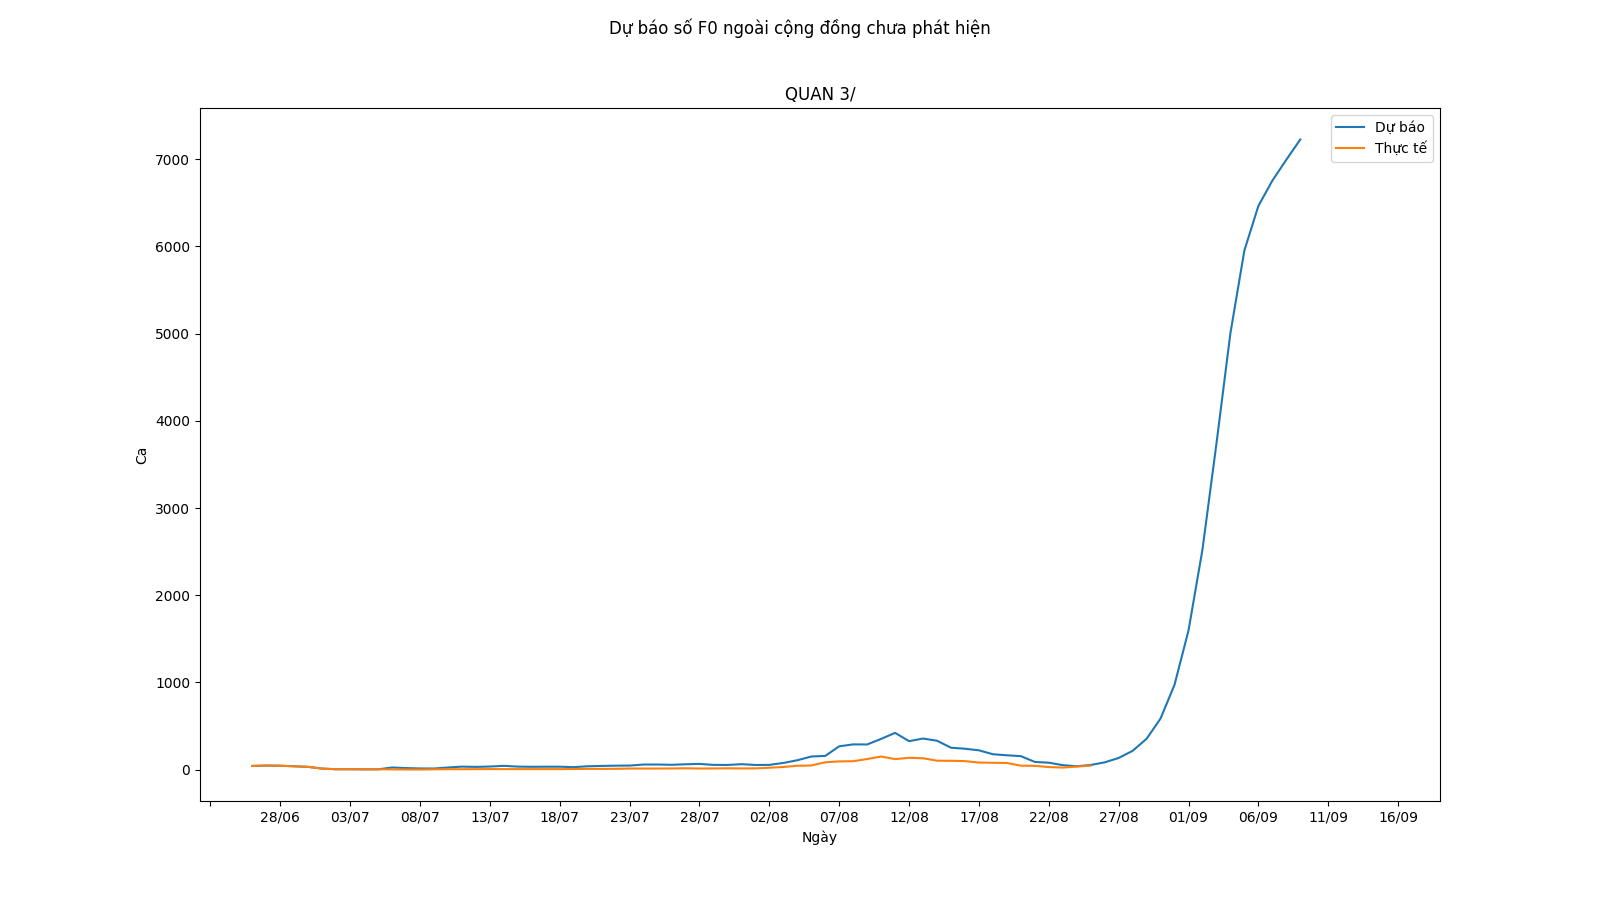 Dự báo số F0 ngoài cộng đồng chưa phát hiện
QUAN 3/
Dự báo
Thực tế
7000
6000
5000
4000
3000
2000
1000
0
Ca
28/06 03/07 08/07 13/07 18/07 23/07 28/07 02/08 07/08 12/08 17/08 22/08 27/08 01/09 06/09 11/09 16/09
Ngày